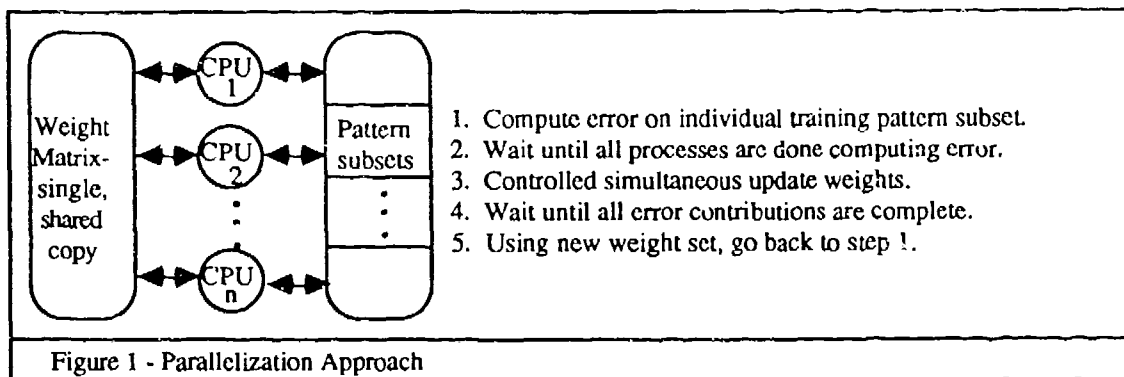 Weight
Matrix-
single,
shared
copy
CPU
1
CPU
2
CPU
n
Pattern
subsets
1. Compute error on individual training pattern subset.
2. Wait until all processes are done computing error.
3. Controlled simultaneous update weights.
4. Wait until all error contributions are complete.
5. Using new weight set, go back to step 1.
Figure 1 - Parallelization Approach